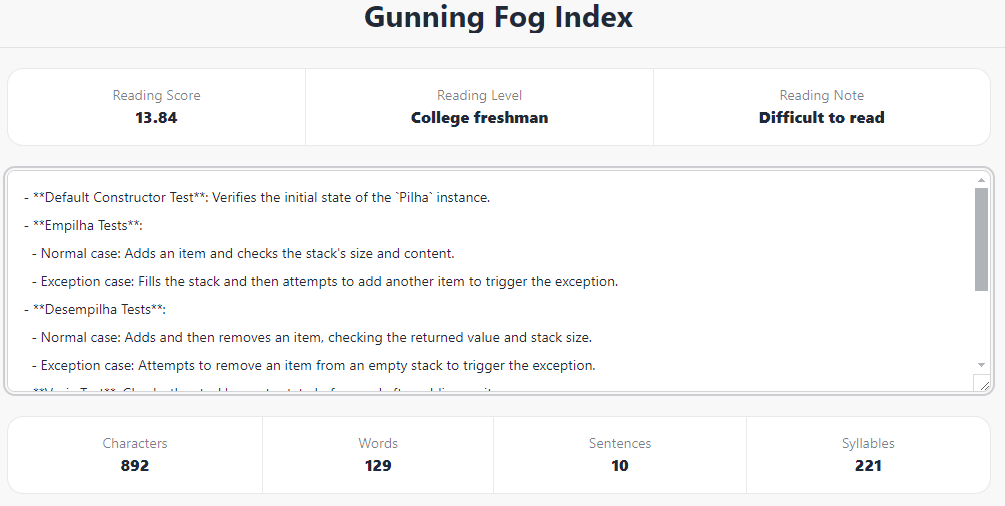 Gunning Fog Index
Reading Score
13.84
Reading Level
College freshman
Reading Note
Difficult to read
- **Default Constructor Test**: Verifies the initial state of the `Pilha` instance.
- **Empilha Tests**:
- Normal case: Adds an item and checks the stack's size and content.
- Exception case: Fills the stack and then attempts to add another item to trigger the exception.
- **Desempilha Tests**:
- Normal case: Adds and then removes an item, checking the returned value and stack size.
- Exception case: Attempts to remove an item from an empty stack to trigger the exception.
Characters
892
Words
129
Sentences
10
Syllables
221